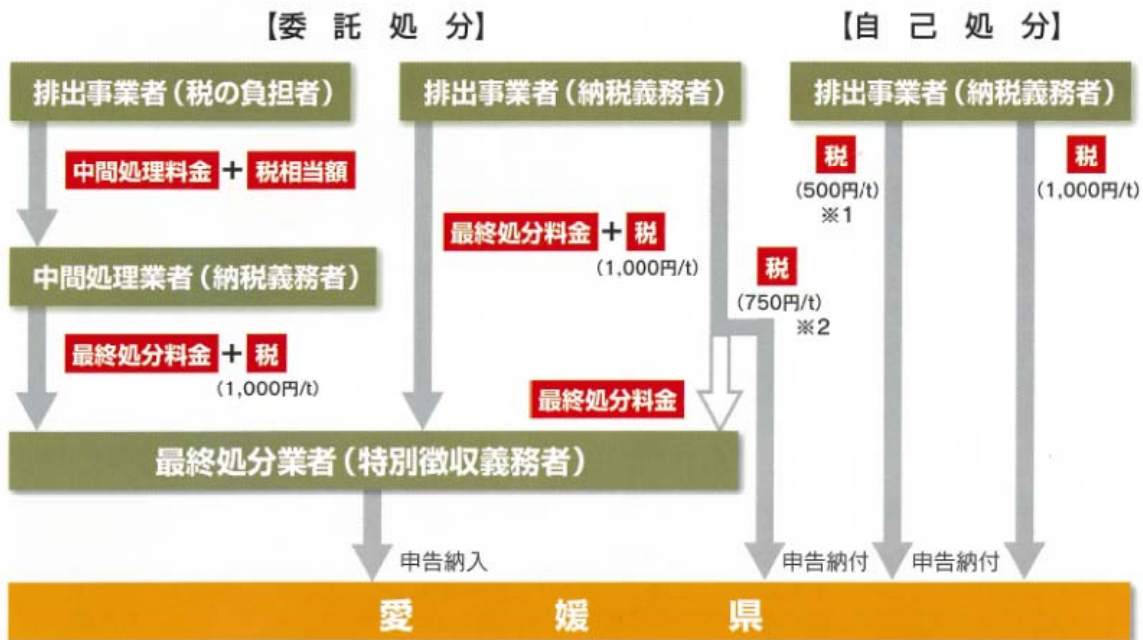 【委託処分】
【自己処分】
排出事業者（税の負担者）
排出事業者（納税義務者）
排出事業者（納税義務者）
中間処理料金＋税相当額
税
(500円/t)
※1
税
(1,000円/t)
最終処分料金＋税
(1,000円/t)
中間処理業者（納税義務者）
税
(750円/t)
※2
最終処分料金＋税
(1,000円/t)
最終処分料金
最終処分業者（特別徴収義務者）
申告納入
申告納付
申告納付
愛媛県